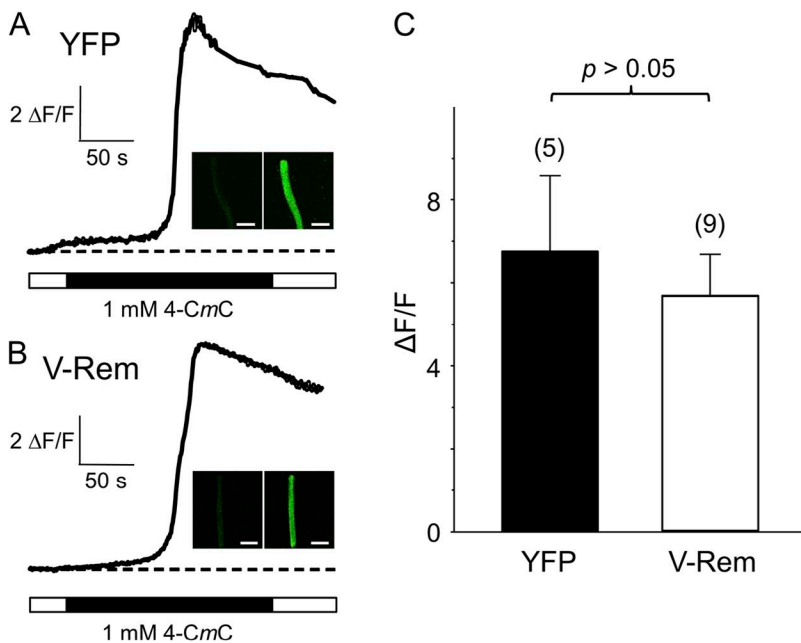 A
YFP
2 ΔF/F
50 s
1 mM 4-CmC
B
V-Rem
2 ΔF/F
50 s
1 mM 4-CmC
C
p > 0.05
(5)
(9)
8
ΔF/F
4
0
YFP
V-Rem